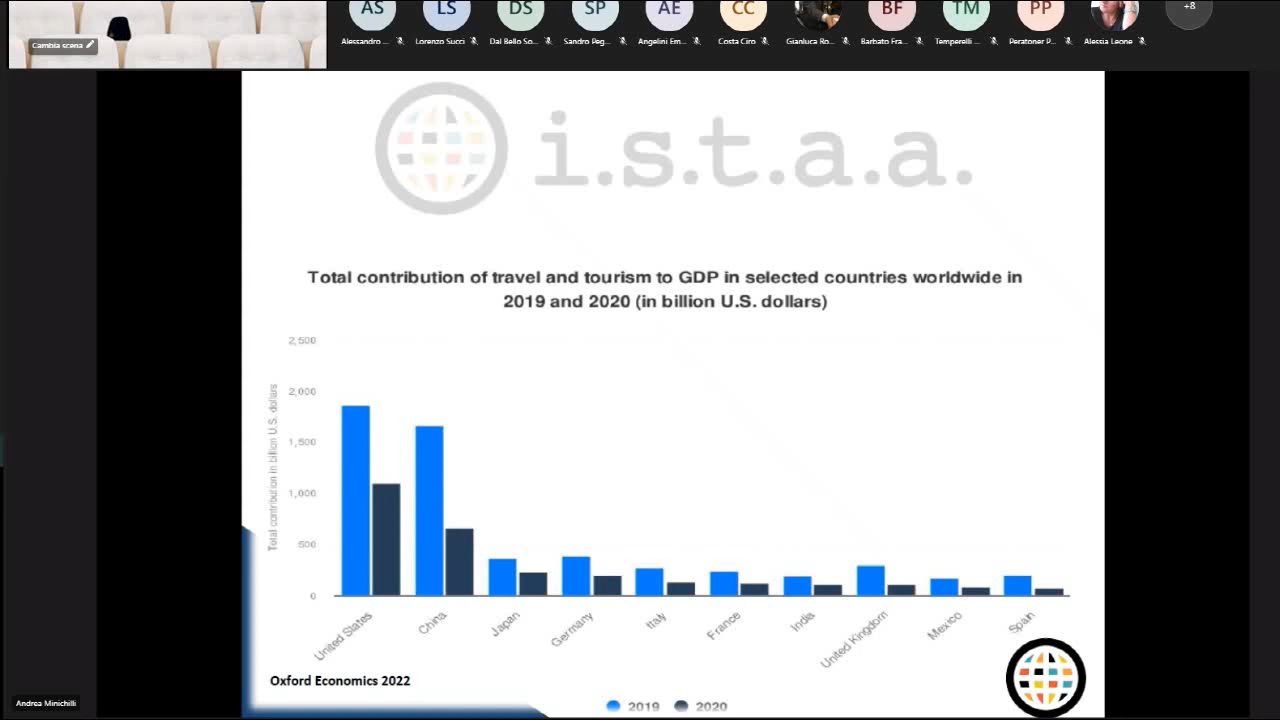 AS LS DS SP AE CC BF TM PP +8
Alessandro ... Lorenzo Succi Dal Bello So... Sandro Peg... Angelini Em... Costa Ciro Gianluca Ro... Barbato Fra... Temperelli ... Peratoner P... Alessia Leone
Cambia scena
i.s.t.a.a.
Total contribution of travel and tourism to GDP in selected countries worldwide in
2019 and 2020 (in billion U.S. dollars)
Total contribution in billion U.S. dollars
2,500
2,000
1,500
1,000
500
0
United States China Japan Germany Italy France India United Kingdom Mexico Spain
Oxford Economics 2022
2019 2020
Andrea Minichilli